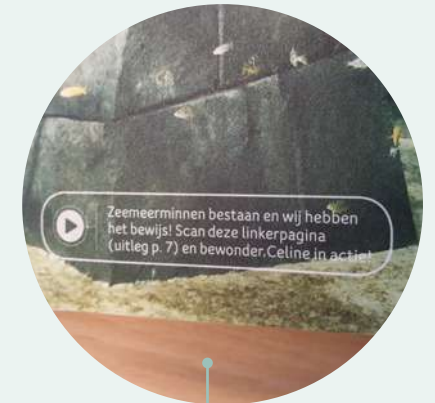 Zeemeerminnen bestaan en wij hebben
het bewijs! Scan deze linkerpagina
(uitleg p. 7) en bewonder.Celine in actie!